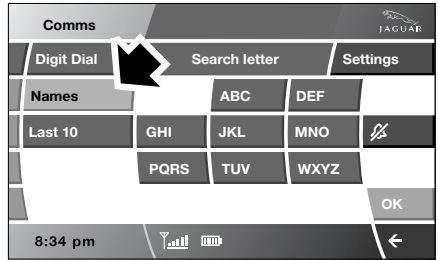 Comms
JAGUAR
Digit Dial Search letter Settings
Names ABC DEF
Last 10 GHI JKL MNO
PQRS TUV WXYZ
OK
8:34 pm